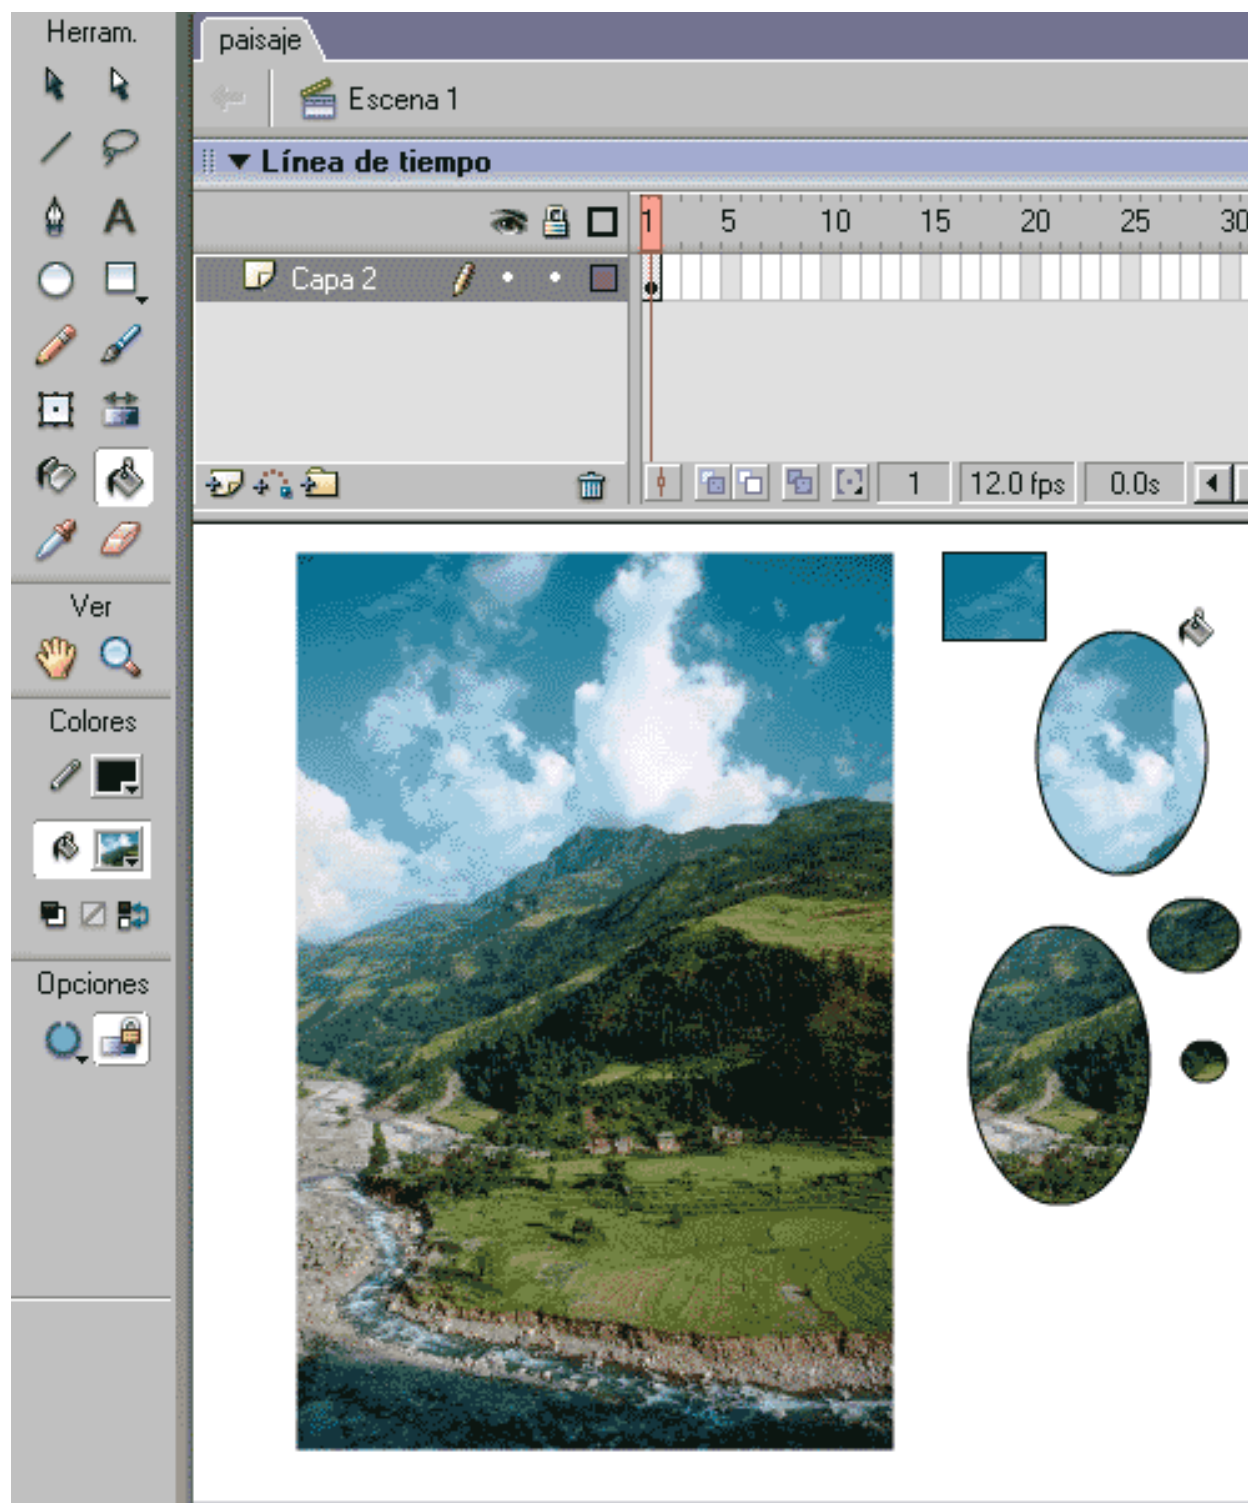 Herram.
paisaje
Escena 1
Línea de tiempo
1 5 10 15 20 25 30
Capa 2
1 12.0 fps 0.0s
Ver
Colores
Opciones